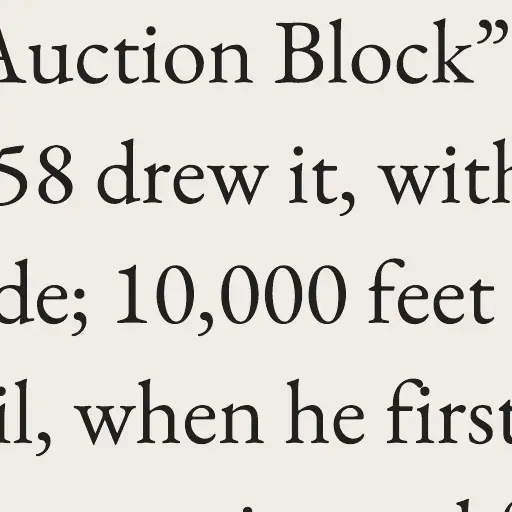 Auction Block”
58 drew it, with
de; 10,000 feet
il, when he first